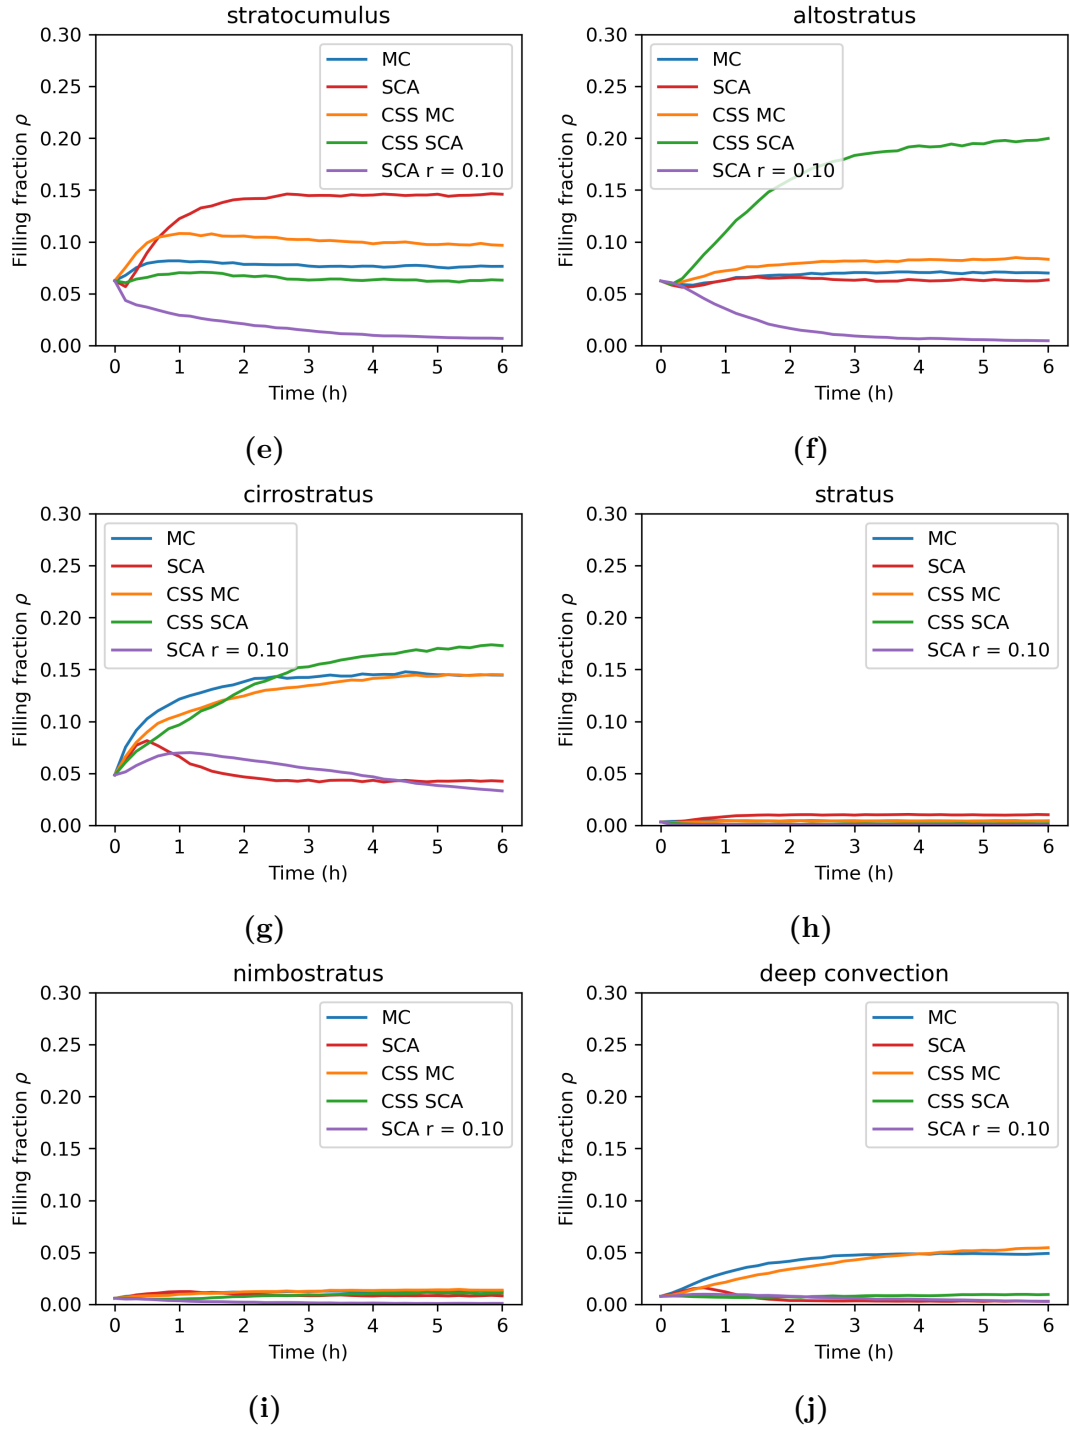 stratocumulus
0.30
0.25
0.20
0.15
0.10
0.05
0.00
Filling fraction ρ
MC
SCA
CSS MC
CSS SCA
SCA r = 0.10
0 1 2 3 4 5 6
Time (h)
(e)
altostratus
0.30
0.25
0.20
0.15
0.10
0.05
0.00
Filling fraction ρ
MC
SCA
CSS MC
CSS SCA
SCA r = 0.10
0 1 2 3 4 5 6
Time (h)
(f)
cirrostratus
0.30
0.25
0.20
0.15
0.10
0.05
0.00
Filling fraction ρ
MC
SCA
CSS MC
CSS SCA
SCA r = 0.10
0 1 2 3 4 5 6
Time (h)
(g)
stratus
0.30
0.25
0.20
0.15
0.10
0.05
0.00
Filling fraction ρ
MC
SCA
CSS MC
CSS SCA
SCA r = 0.10
0 1 2 3 4 5 6
Time (h)
(h)
nimbostratus
0.30
0.25
0.20
0.15
0.10
0.05
0.00
Filling fraction ρ
MC
SCA
CSS MC
CSS SCA
SCA r = 0.10
0 1 2 3 4 5 6
Time (h)
(i)
deep convection
0.30
0.25
0.20
0.15
0.10
0.05
0.00
Filling fraction ρ
MC
SCA
CSS MC
CSS SCA
SCA r = 0.10
0 1 2 3 4 5 6
Time (h)
(j)